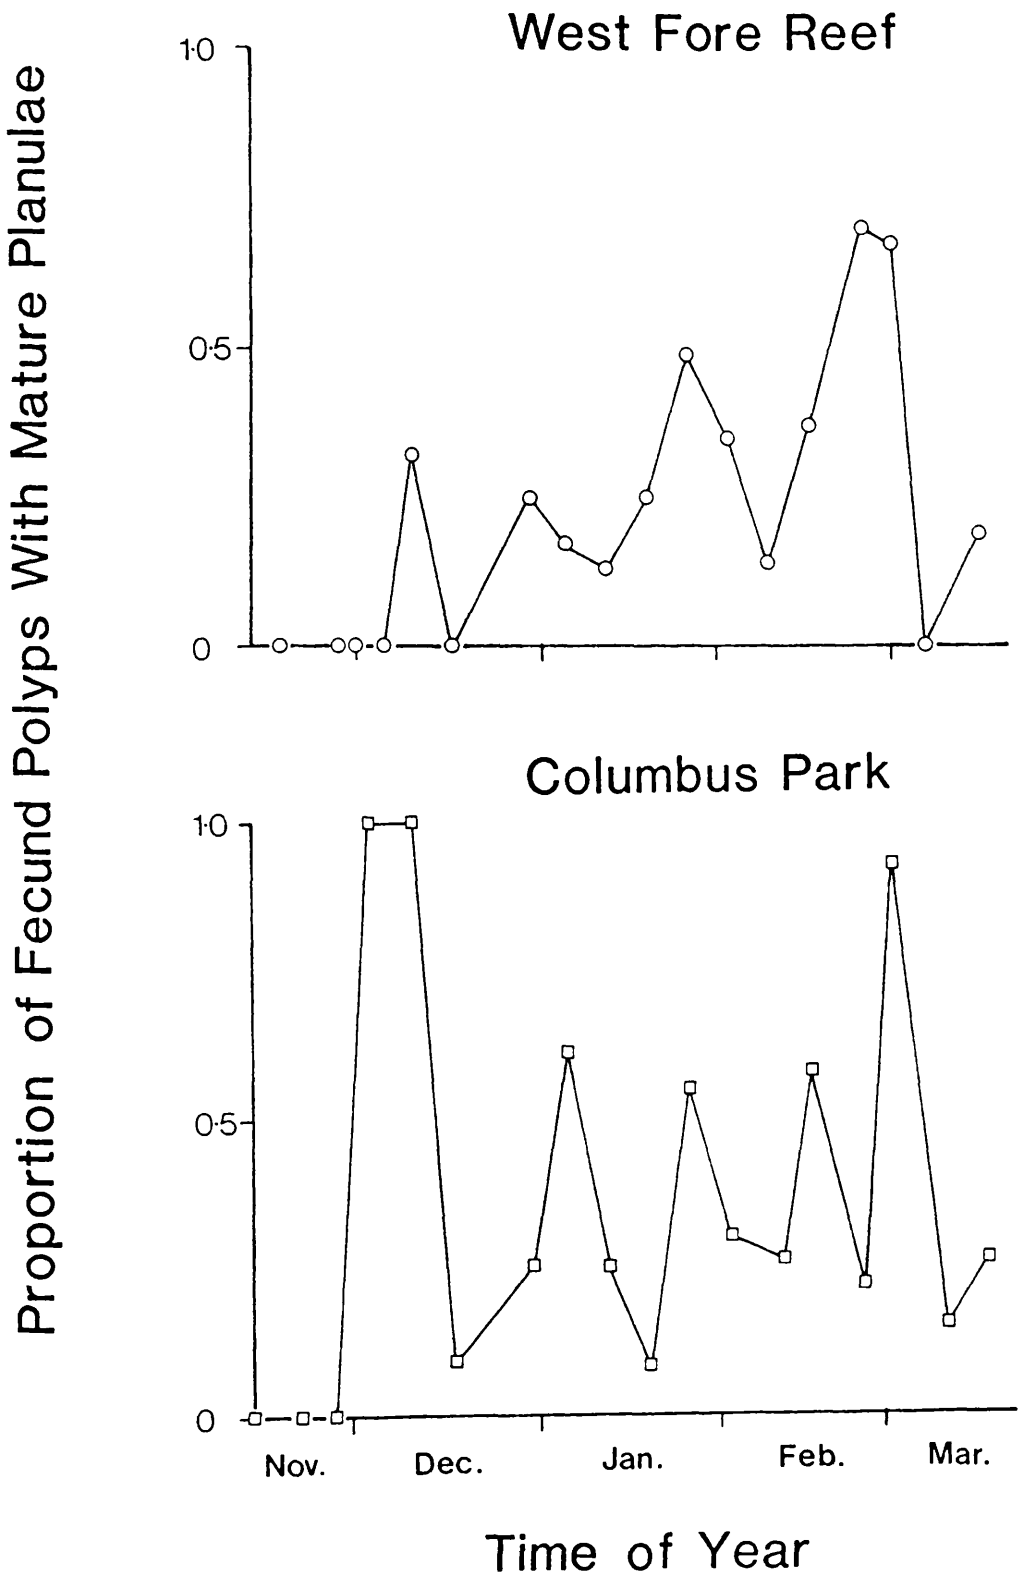 Proportion of Fecund Polyps With Mature Planulae
West Fore Reef
1·0
0·5
0
Columbus Park
1·0
0·5
0
Nov. Dec. Jan. Feb. Mar.
Time of Year